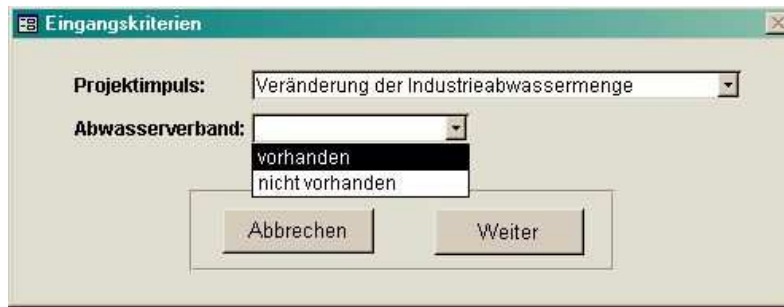 Eingangskriterien
Projektimpuls: Veränderung der Industrieabwassermenge
Abwasserverband:
vorhanden
nicht vorhanden
Abbrechen Weiter